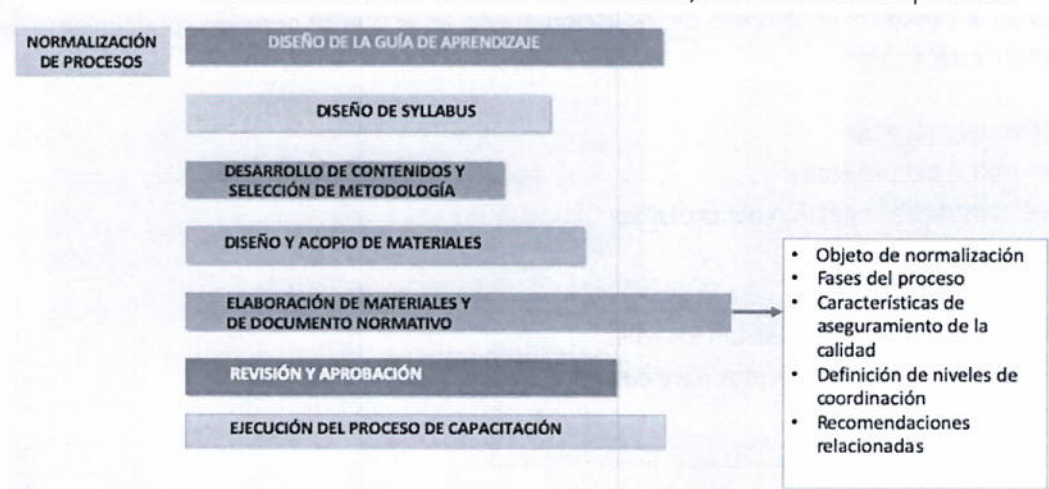 NORMALIZACIÓN
DE PROCESOS
DISEÑO DE LA GUÍA DE APRENDIZAJE
DISEÑO DE SYLLABUS
DESARROLLO DE CONTENIDOS Y
SELECCIÓN DE METODOLOGÍA
DISEÑO Y ACOPIO DE MATERIALES
ELABORACIÓN DE MATERIALES Y
DE DOCUMENTO NORMATIVO
REVISIÓN Y APROBACIÓN
EJECUCIÓN DEL PROCESO DE CAPACITACIÓN
• Objeto de normalización
• Fases del proceso
• Características de
aseguramiento de la
calidad
• Definición de niveles de
coordinación
• Recomendaciones
relacionadas